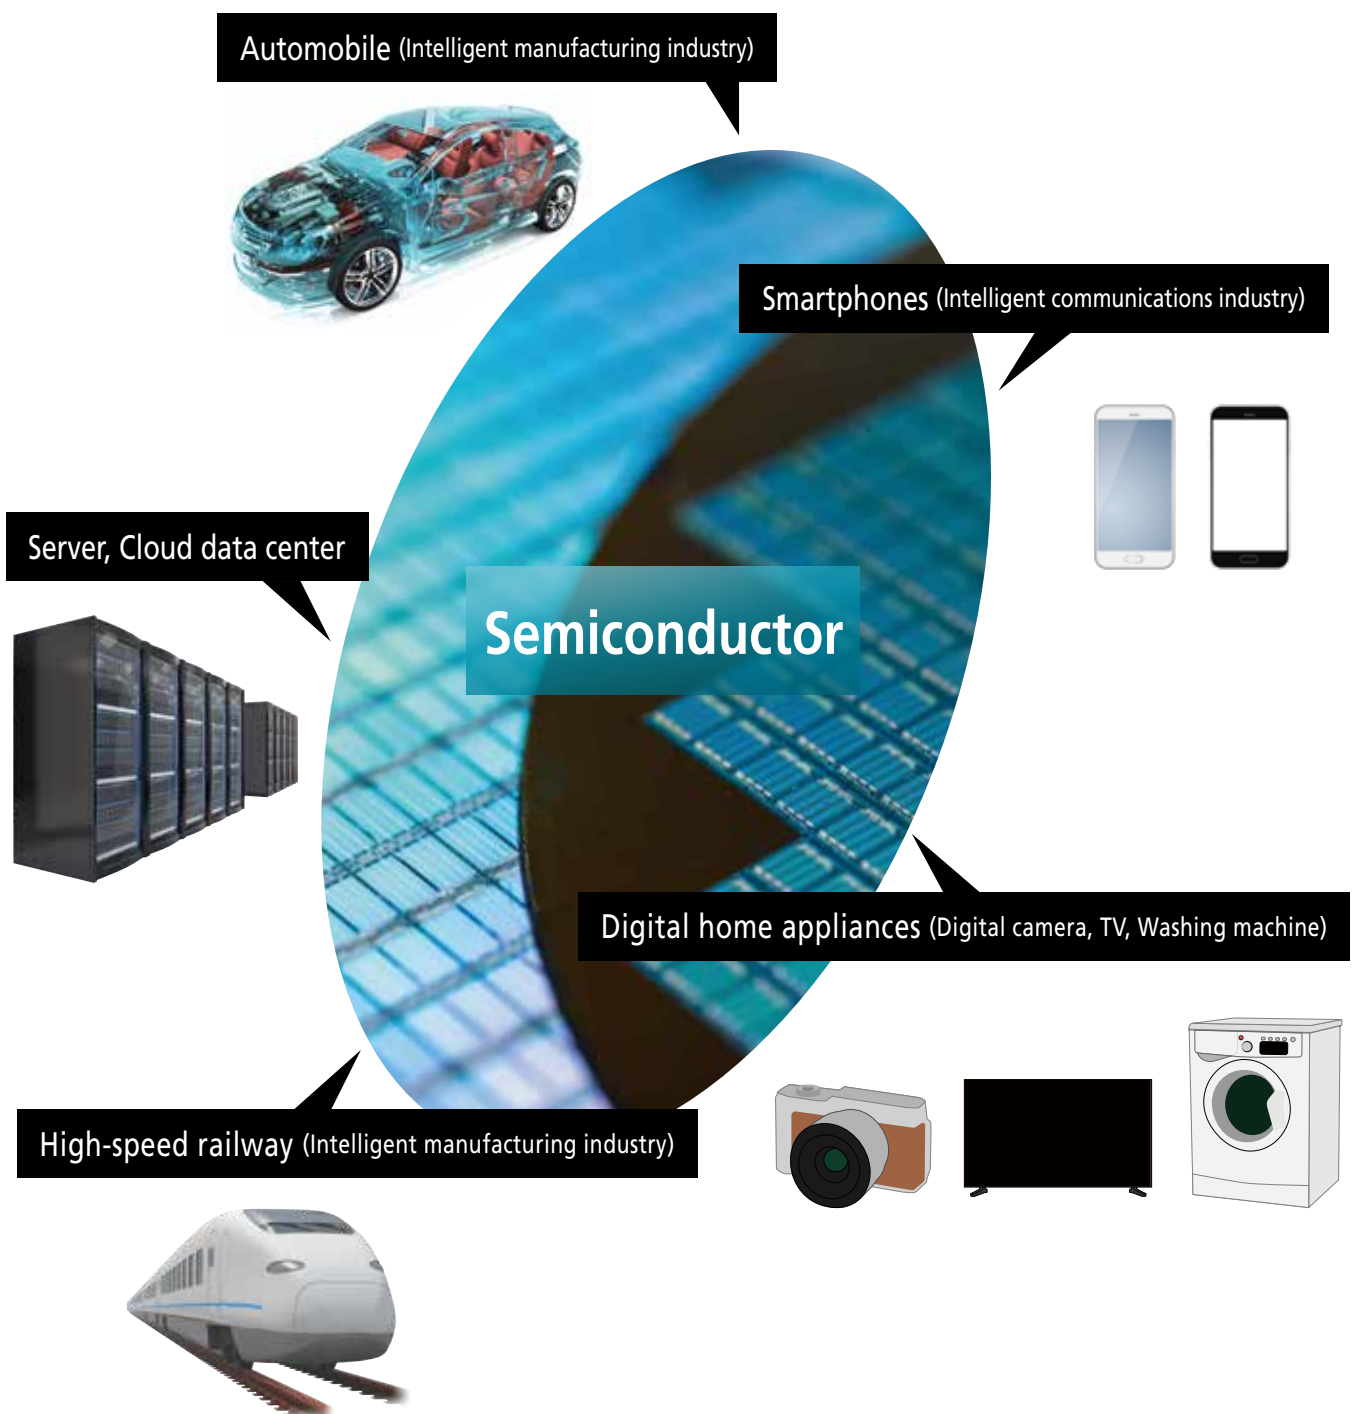 Automobile (Intelligent manufacturing industry)
Smartphones (Intelligent communications industry)
Server, Cloud data center
Semiconductor
Digital home appliances (Digital camera, TV, Washing machine)
High-speed railway (Intelligent manufacturing industry)